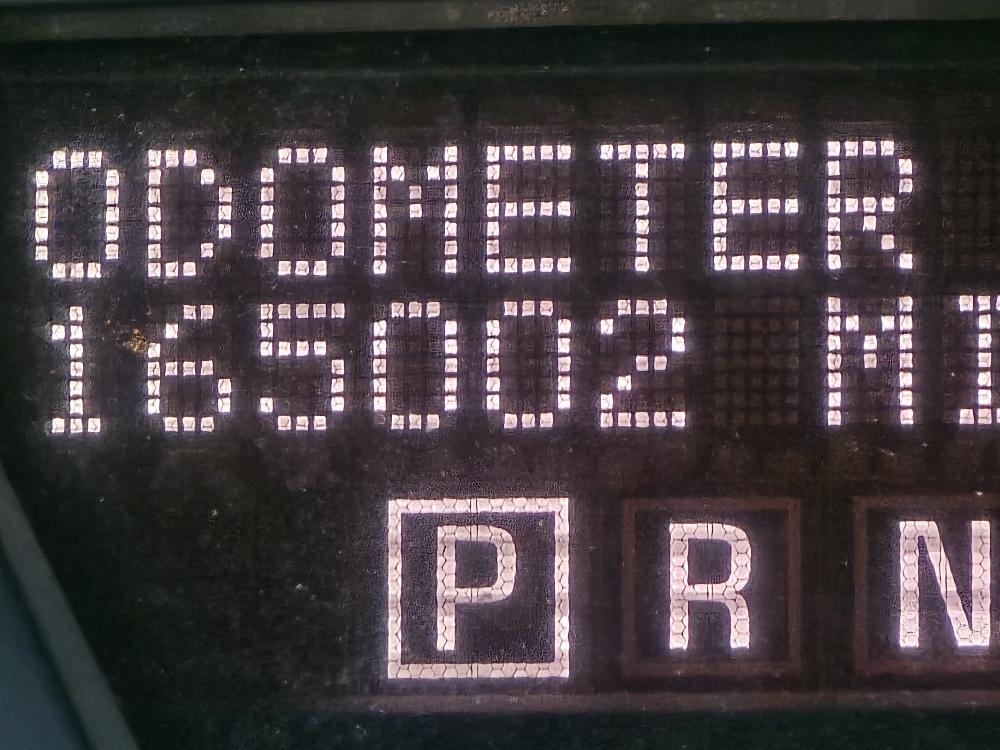 ODOMETER
165002 MI
P R N